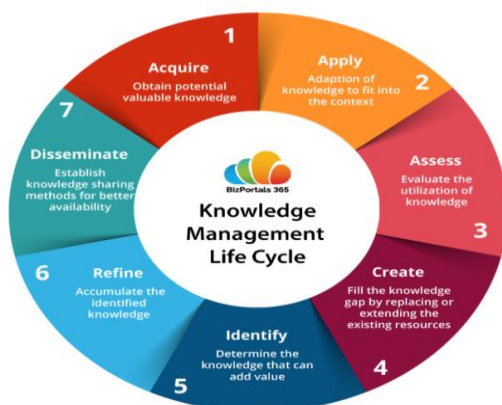 1
Acquire
Obtain potential
valuable knowledge
Apply
Adaption of
knowledge to fit into
the context
2
Assess
Evaluate the
utilization of
knowledge
3
Create
Fill the knowledge
gap by replacing or
extending the
existing resources
4
Identify
Determine the
knowledge that can
add value
5
6
Refine
Accumulate the
identified
knowledge
7
Disseminate
Establish
knowledge sharing
methods for better
availability
BizPortals 365
Knowledge
Management
Life Cycle